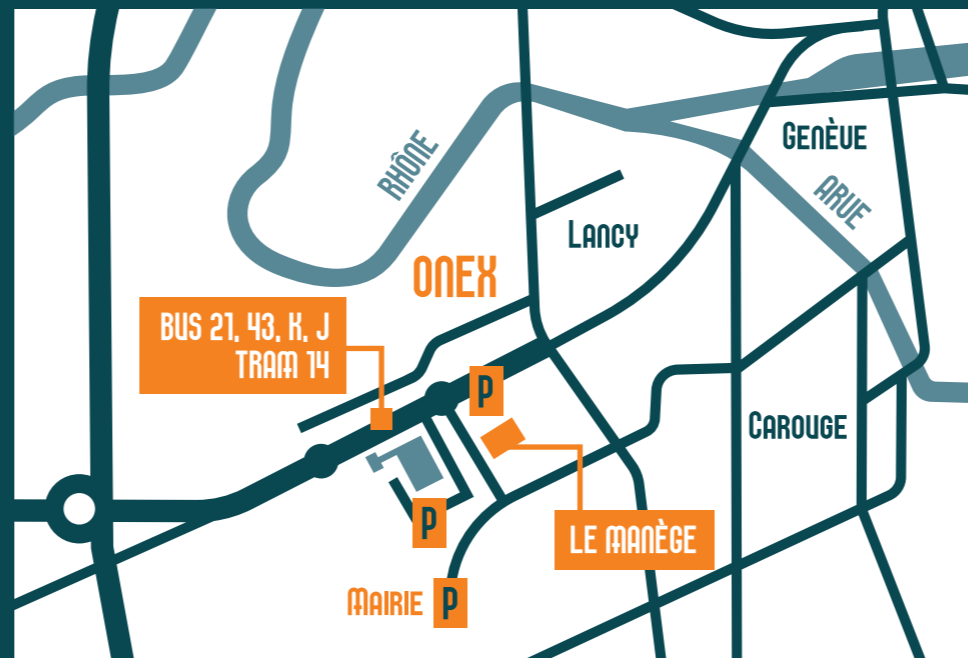 GENÈVE
RHÔNE
ARVE
LANCY
ONEX
BUS 21, 43, K, J
TRAM 14
P
CAROUGE
P
LE MANÈGE
MAIRIE P